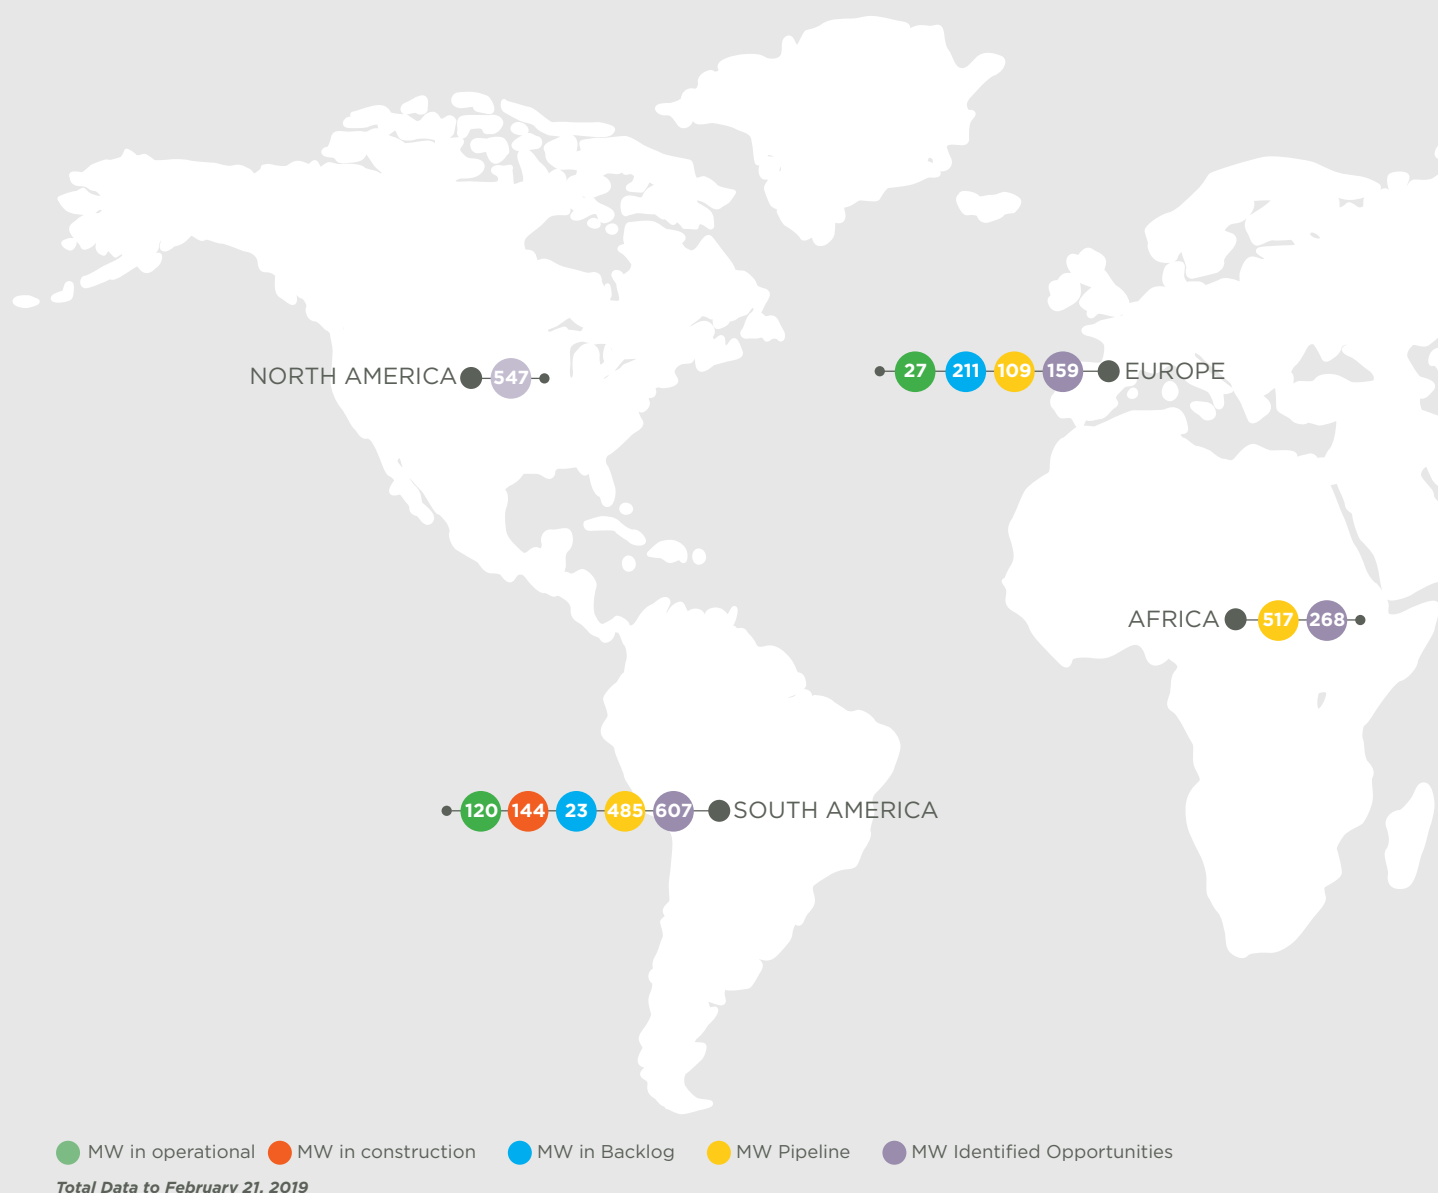 NORTH AMERICA 547
27 211 109 159 EUROPE
AFRICA 517 268
120 144 23 485 607 SOUTH AMERICA
MW in operational MW in construction MW in Backlog MW Pipeline MW Identified Opportunities
Total Data to February 21, 2019